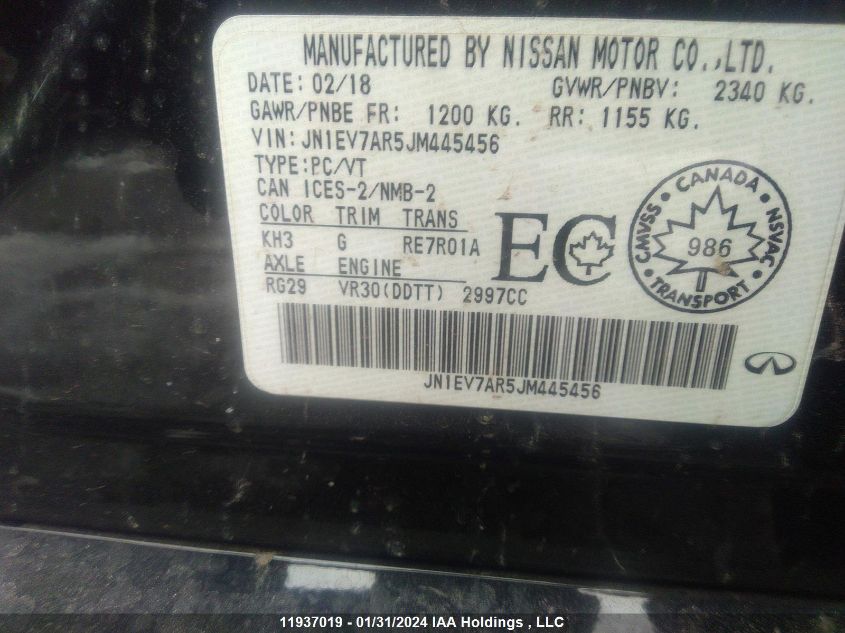 MANUFACTURED BY NISSAN MOTOR CO.,LTD.
DATE: 02/18 GVWR/PNBV: 2340 KG.
GAWR/PNBE FR: 1200 KG. RR: 1155 KG.
VIN: JN1EV7AR5JM445456
TYPE:PC/VT
CAN ICES-2/NMB-2
COLOR TRIM TRANS
KH3 G RE7R01A
AXLE ENGINE
RG29 VR30(DDTT) 2997CC
EC
CMVSS • CANADA • NSVAC • TRANSPORT •
986
JN1EV7AR5JM445456
11937019 - 01/31/2024 IAA Holdings , LLC